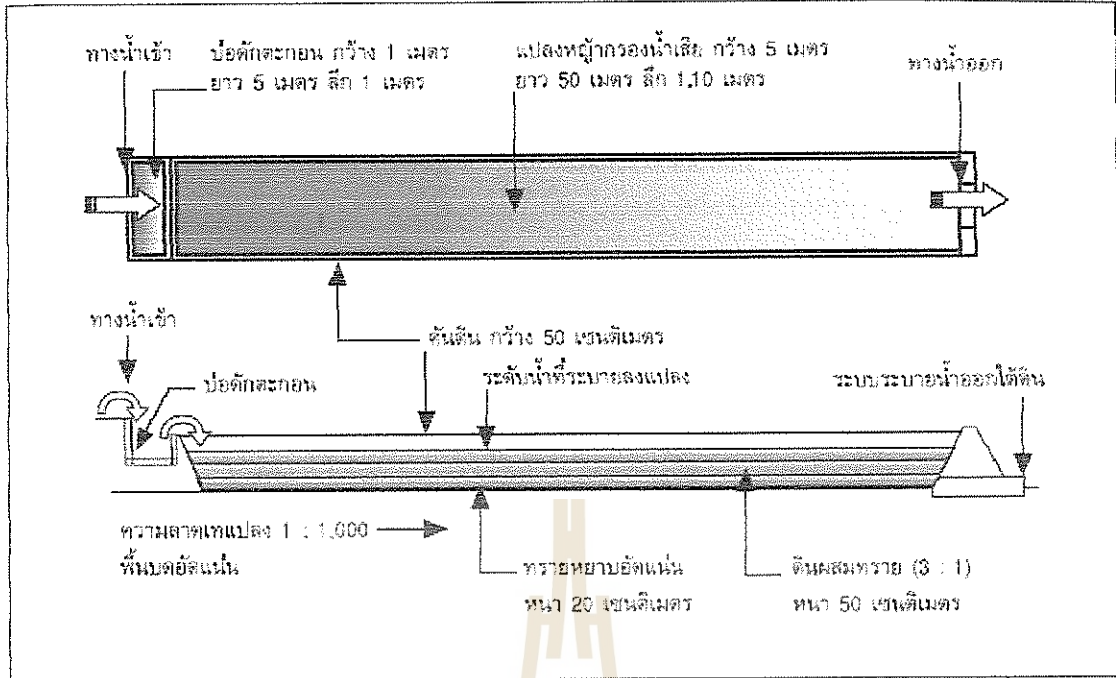 ทางน้ำเข้า
บ่อดักตะกอน กว้าง 1 เมตร
ยาว 5 เมตร ลึก 1 เมตร
แปลงหญ้ากรองน้ำเสีย กว้าง 5 เมตร
ยาว 50 เมตร ลึก 1.10 เมตร
ทางน้ำออก
ทางน้ำเข้า
คันดิน กว้าง 50 เซนติเมตร
บ่อดักตะกอน
ระดับน้ำที่ระบายลงแปลง
ระบบระบายน้ำออกใต้ดิน
ความลาดเทแปลง 1 : 1,000
พื้นบดอัดแน่น
ทรายหยาบอัดแน่น
หนา 20 เซนติเมตร
ดินผสมทราย (3 : 1)
หนา 50 เซนติเมตร